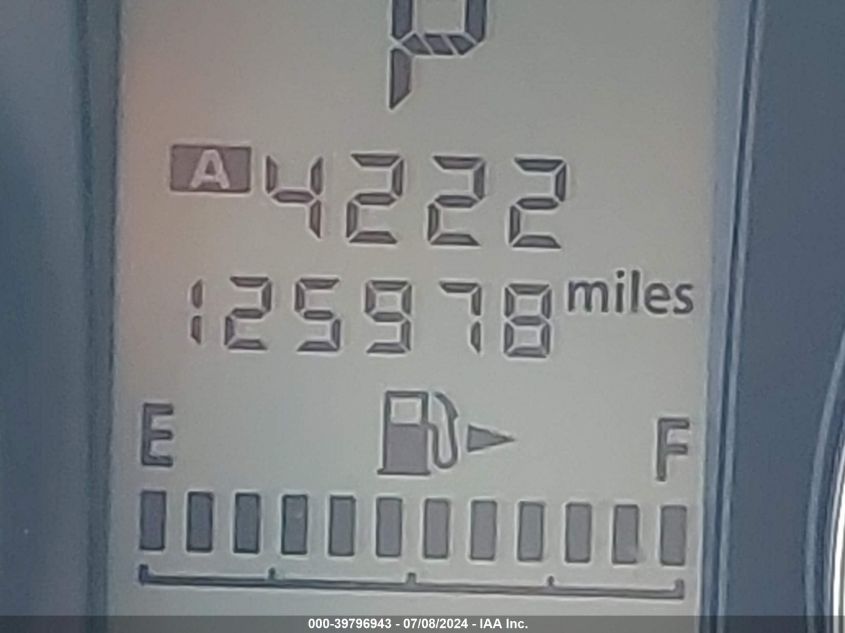 P
A 4222
125978 miles
E F
000-39796943 - 07/08/2024 - IAA Inc.